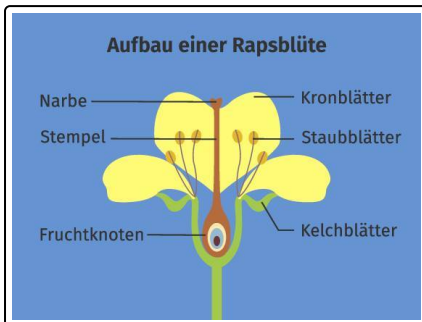 Aufbau einer Rapsblüte
Narbe
Kronblätter
Stempel
Staubblätter
Fruchtknoten
Kelchblätter